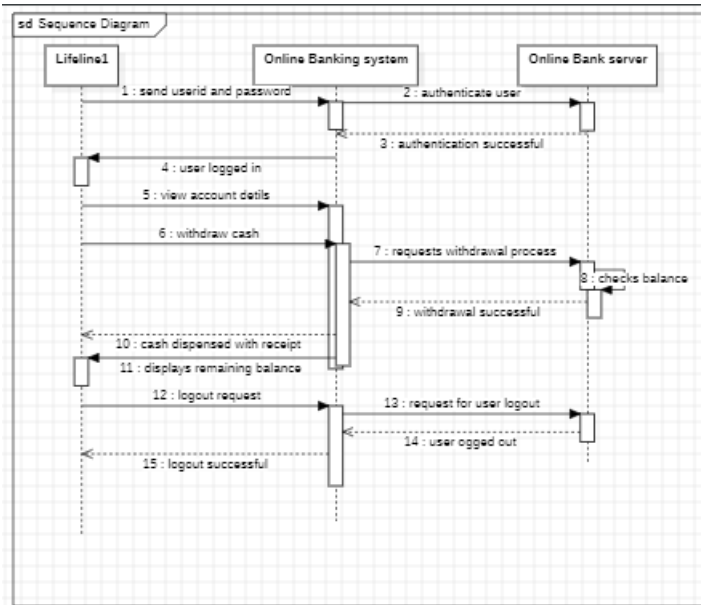 sd Sequence Diagram
Lifeline1
Online Banking system
Online Bank server
1 : send userid and password
2 : authenticate user
3 : authentication successful
4 : user logged in
5 : view account detils
6 : withdraw cash
7 : requests withdrawal process
8 : checks balance
9 : withdrawal successful
10 : cash dispensed with receipt
11 : displays remaining balance
12 : logout request
13 : request for user logout
14 : user ogged out
15 : logout successful